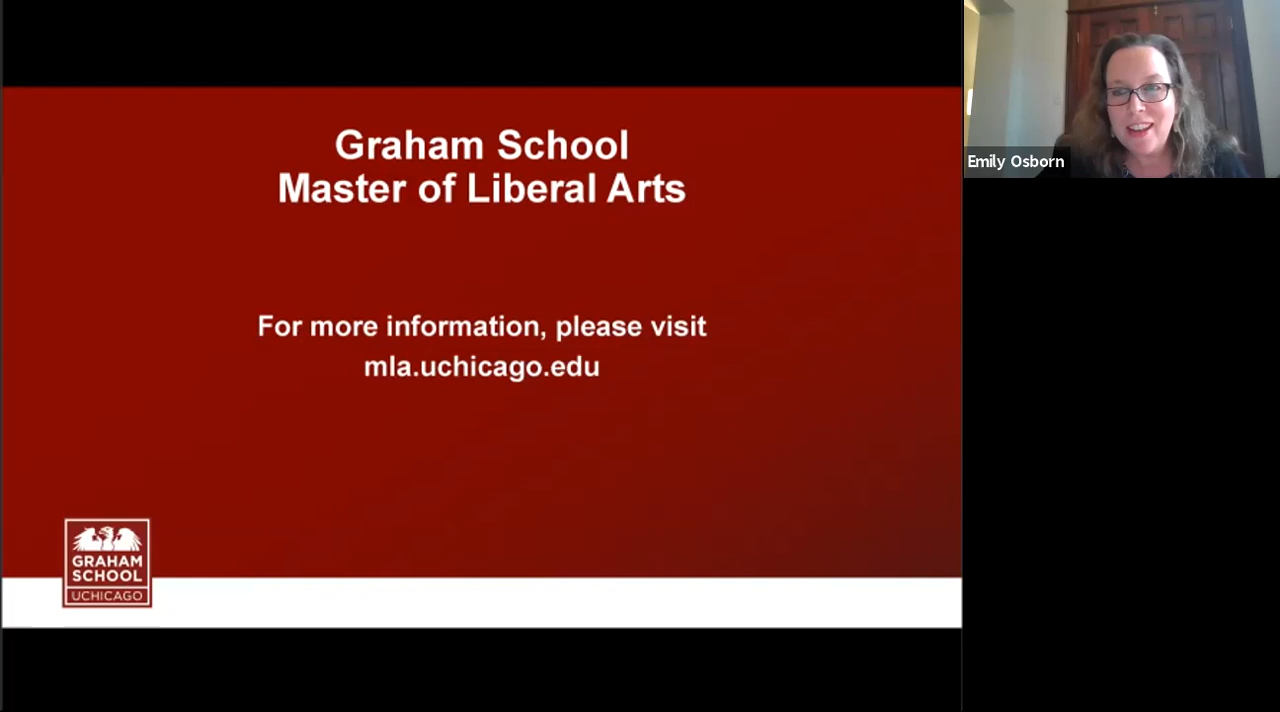 Graham School
Master of Liberal Arts
For more information, please visit
mla.uchicago.edu
GRAHAM
SCHOOL
UCHICAGO
Emily Osborn